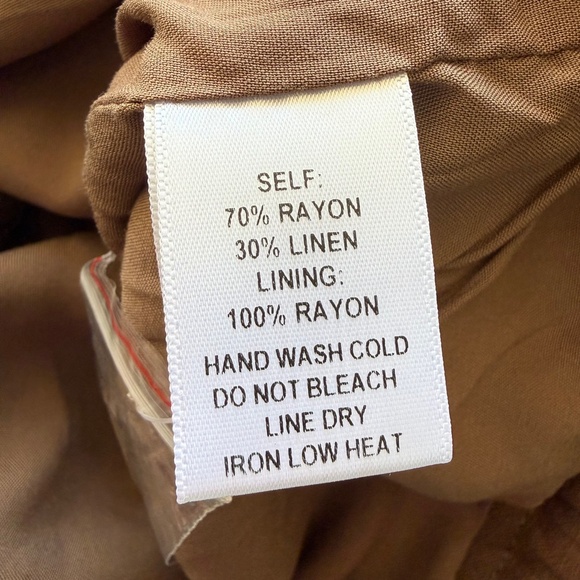 SELF:
70% RAYON
30% LINEN
LINING:
100% RAYON
HAND WASH COLD
DO NOT BLEACH
LINE DRY
IRON LOW HEAT